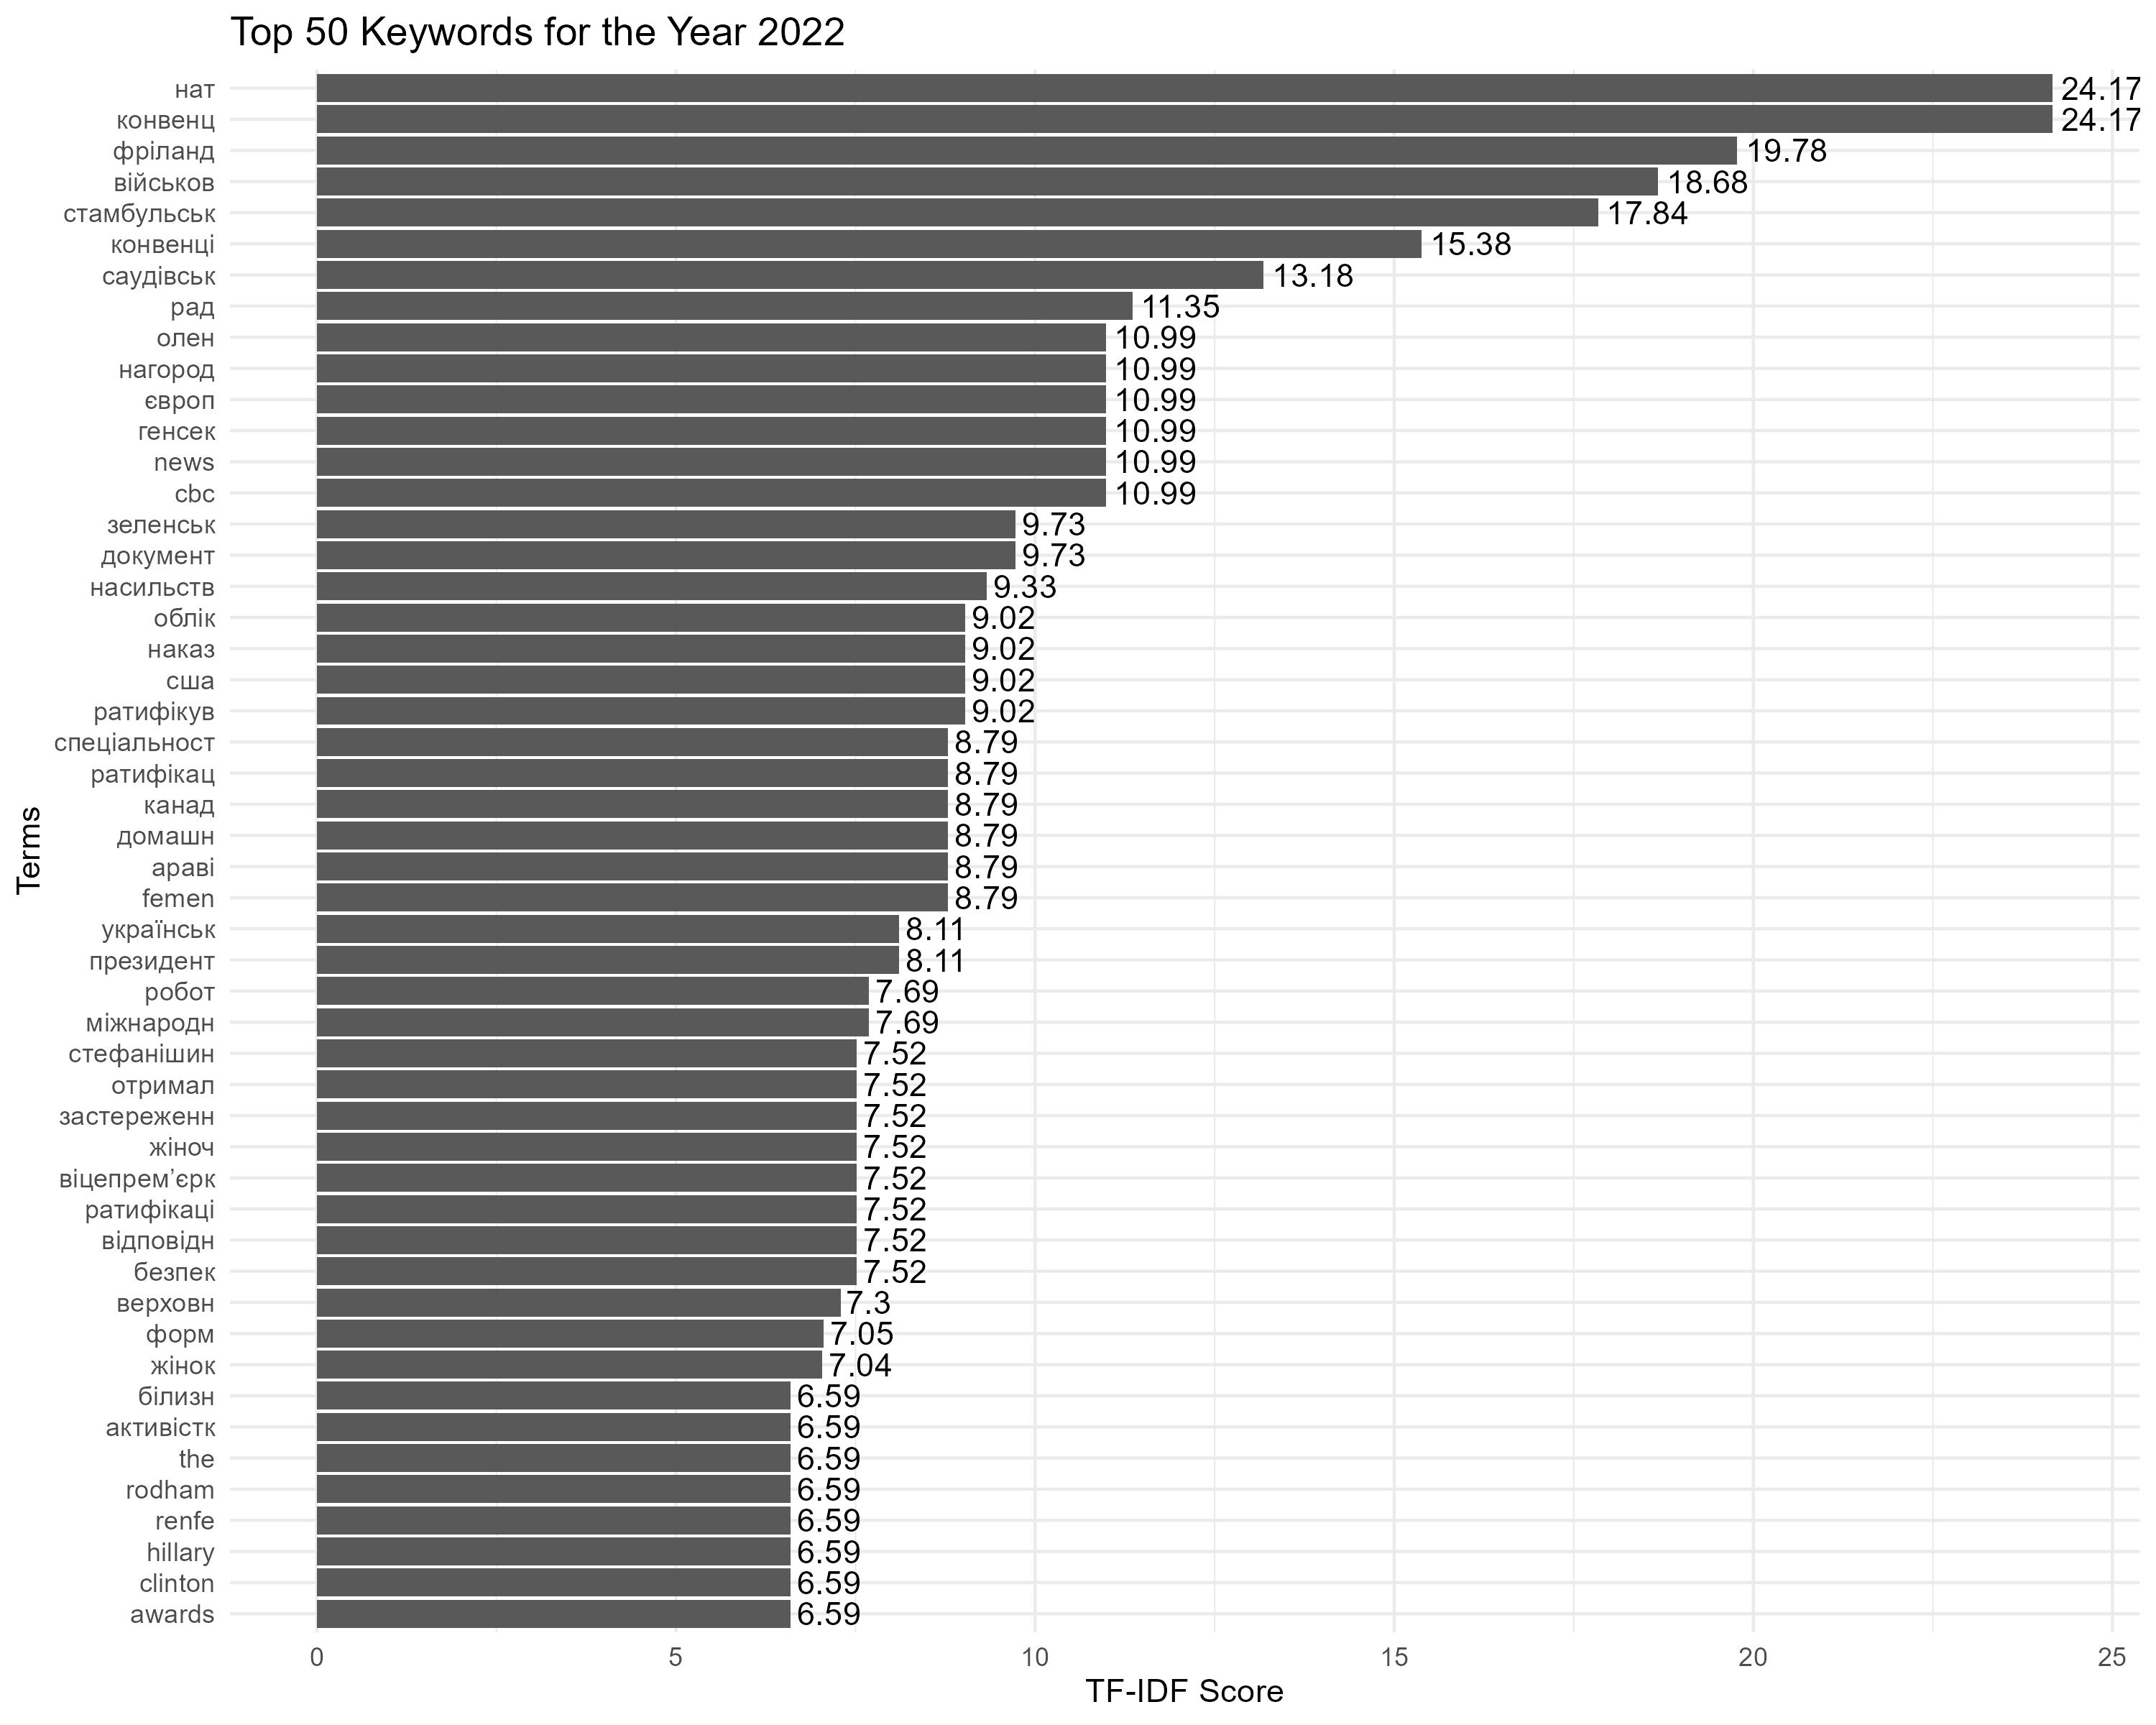 Top 50 Keywords for the Year 2022
нат 24.17
конвенц 24.17
фріланд 19.78
військов 18.68
стамбульськ 17.84
конвенці 15.38
саудівськ 13.18
рад 11.35
олен 10.99
нагород 10.99
європ 10.99
генсек 10.99
news 10.99
cbc 10.99
зеленськ 9.73
документ 9.73
насильств 9.33
облік 9.02
наказ 9.02
сша 9.02
ратифікув 9.02
спеціальност 8.79
ратифікац 8.79
канад 8.79
домашн 8.79
араві 8.79
femen 8.79
українськ 8.11
президент 8.11
робот 7.69
міжнародн 7.69
стефанішин 7.52
отримал 7.52
застереженн 7.52
жіноч 7.52
віцепрем’єрк 7.52
ратифікаці 7.52
відповідн 7.52
безпек 7.52
верховн 7.3
форм 7.05
жінок 7.04
білизн 6.59
активістк 6.59
the 6.59
rodham 6.59
renfe 6.59
hillary 6.59
clinton 6.59
awards 6.59
0 5 10 15 20 25
TF-IDF Score
Terms